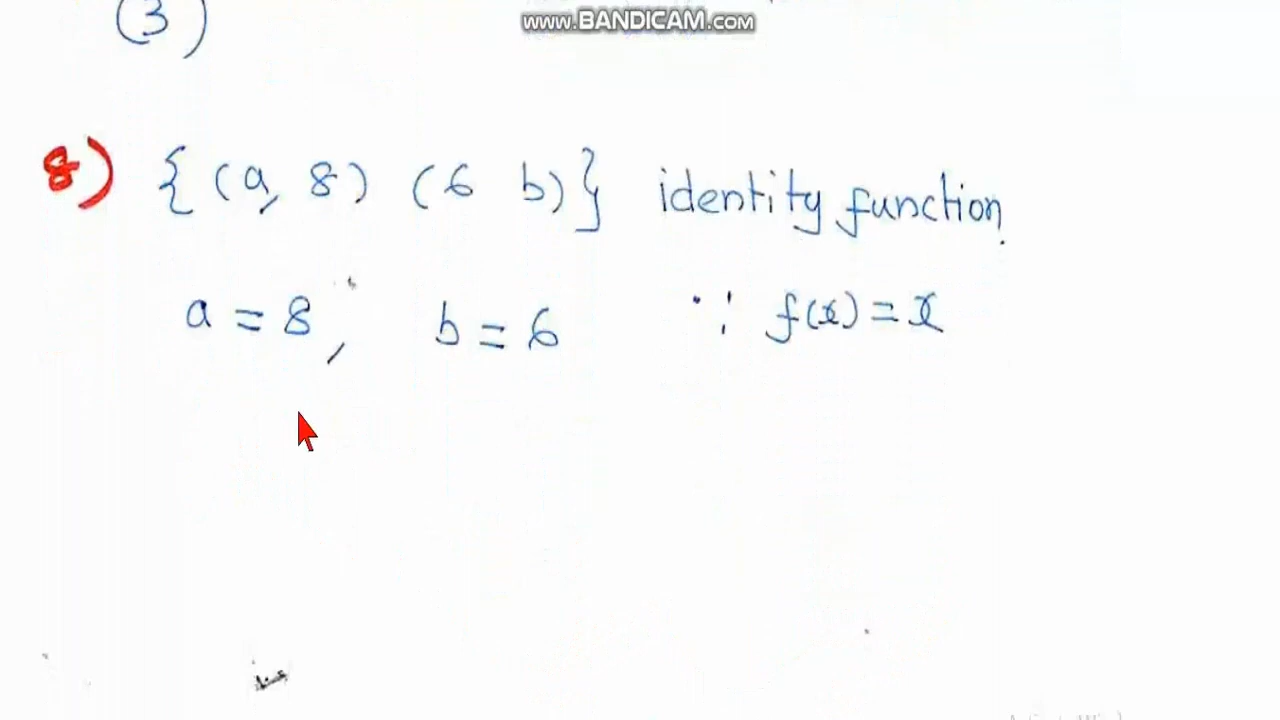 (3)
www.BANDICAM.com
8) {(a, 8) (6 b)} identity function.
a = 8, b = 6 ∵ f(x) = x